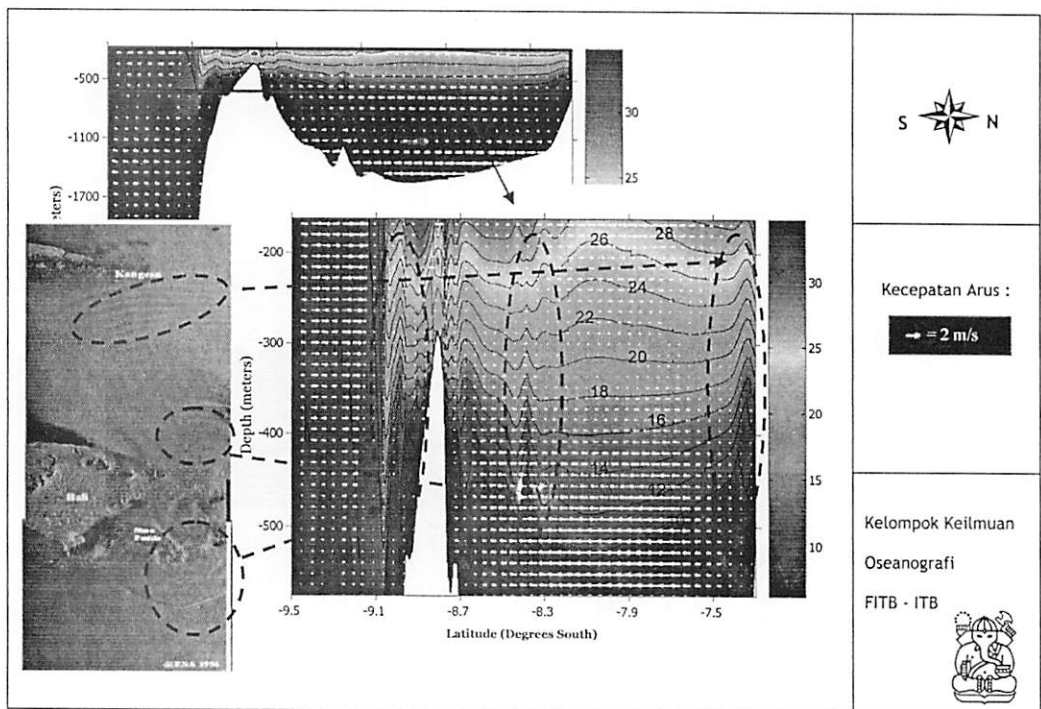 -500
-1100
-1700
30
25
S N
Kangean
Bali
Depth (meters)
-200
-300
-400
-500
26
28
24
22
20
18
16
14
12
30
25
20
15
10
-9.5 -9.1 -8.7 -8.3 -7.9 -7.5
Latitude (Degrees South)
Kecepatan Arus :
= 2 m/s
Kelompok Keilmuan
Oseanografi
FITB - ITB